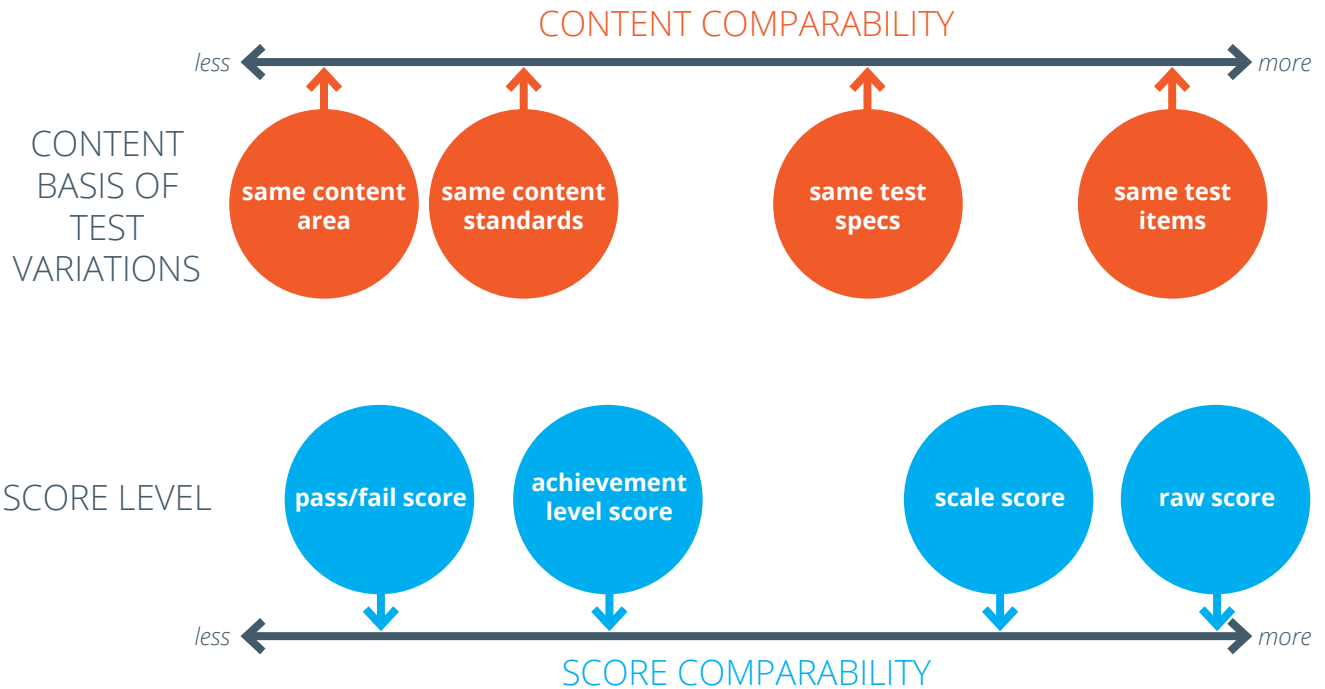 CONTENT COMPARABILITY
less
more
CONTENT
BASIS OF
TEST
VARIATIONS
same content
area
same content
standards
same test
specs
same test
items
SCORE LEVEL
pass/fail score
achievement
level score
scale score
raw score
less
more
SCORE COMPARABILITY